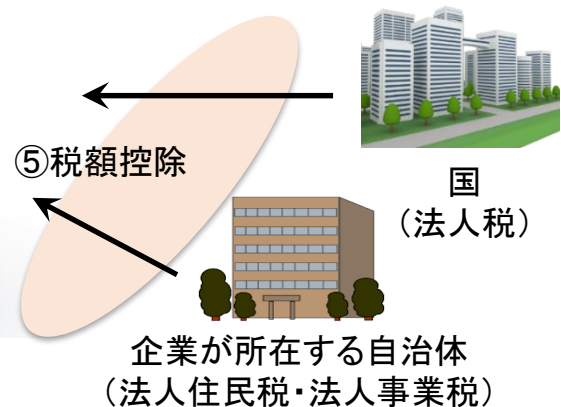 ⑤税額控除
国
（法人税）
企業が所在する自治体
（法人住民税・法人事業税）